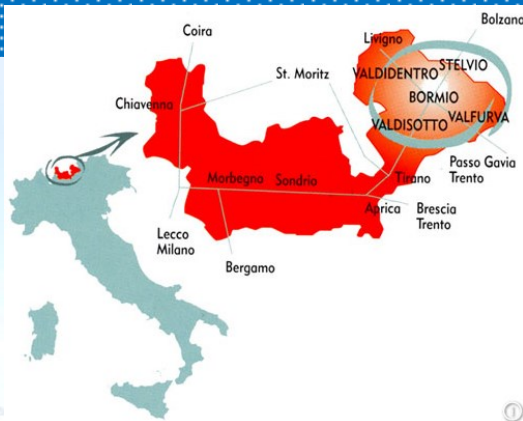 Coira
Bolzano
Livigno
St. Moritz
STELVIO
VALDIDENTRO
BORMIO
Chiavenna
VALFURVA
VALDISOTTO
Passo Gavia
Trento
Morbegno
Sondrio
Tirano
Aprica
Brescia
Trento
Lecco
Milano
Bergamo